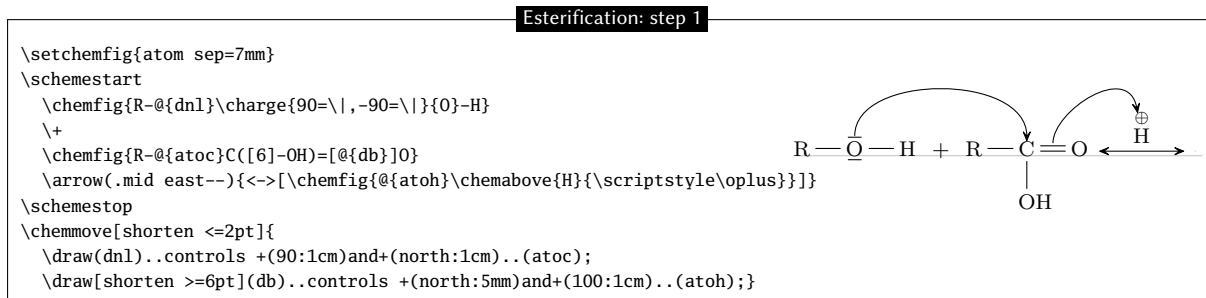 Esterification: step 1
\setchemfig{atom sep=7mm}
\schemestart
\chemfig{R-@{dnl}\charge{90=\|,-90=\|}{O}-H}
\+
\chemfig{R-@{atoc}C([6]-OH)=[@{db}]O}
\arrow(.mid east--){<->[\chemfig{@{atoh}\chemabove{H}{\scriptstyle\oplus}}]}
\schemestop
\chemmove[shorten <=2pt]{
\draw(dnl)..controls +(90:1cm)and+(north:1cm)..(atoc);
\draw[shorten >=6pt](db)..controls +(north:5mm)and+(100:1cm)..(atoh);}
⊕
H
R — O — H + R — C = O
OH